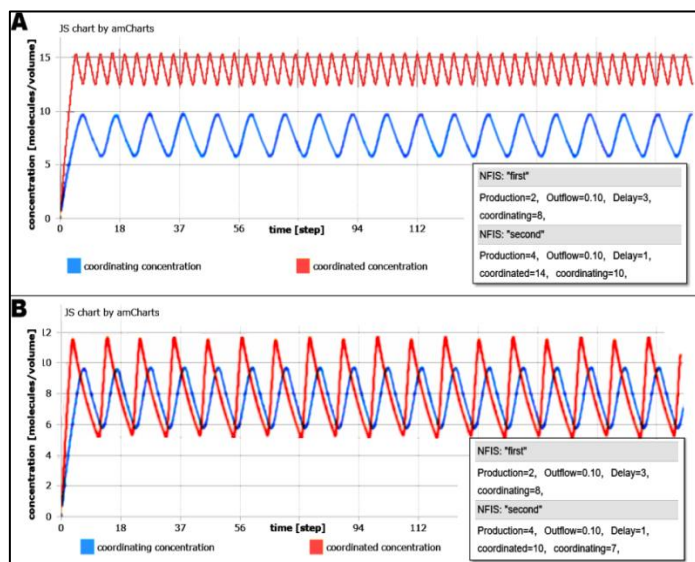 A
JS chart by amCharts
concentration [molecules/volume]
15
10
5
0
0 18 37 56 74 94 112
time [step]
NFIS: "first"
Production=2, Outflow=0.10, Delay=3,
coordinating=8,
NFIS: "second"
Production=4, Outflow=0.10, Delay=1,
coordinated=14, coordinating=10,
coordinating concentration
coordinated concentration
B
JS chart by amCharts
concentration [molecules/volume]
12
10
8
6
4
2
0
0 18 37 56 74 94 112
time [step]
NFIS: "first"
Production=2, Outflow=0.10, Delay=3,
coordinating=8,
NFIS: "second"
Production=4, Outflow=0.10, Delay=1,
coordinated=10, coordinating=7,
coordinating concentration
coordinated concentration